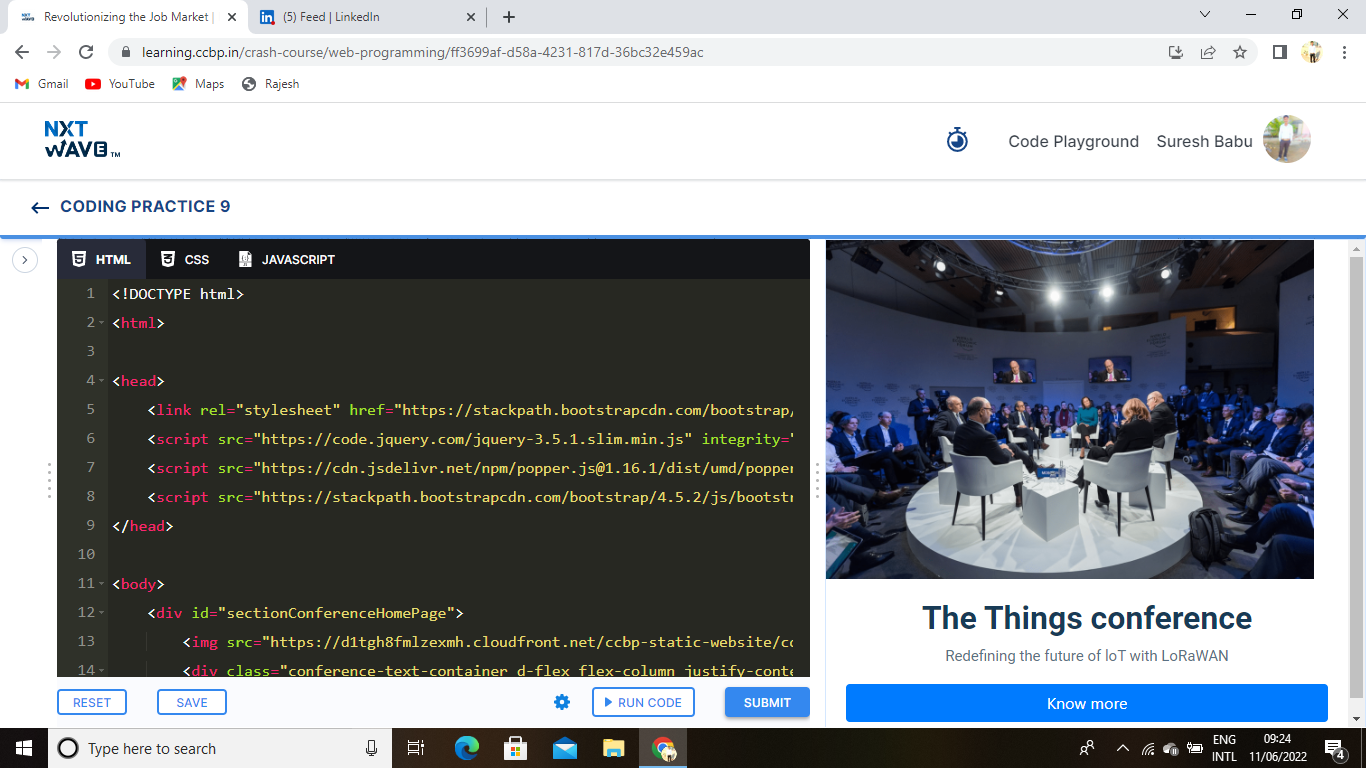 Revolutionizing the Job Market |
(5) Feed | LinkedIn
learning.ccbp.in/crash-course/web-programming/ff3699af-d58a-4231-817d-36bc32e459ac
Gmail
YouTube
Maps
Rajesh
NXT
WAVE TM
Code Playground
Suresh Babu
CODING PRACTICE 9
HTML
CSS
JAVASCRIPT
1 <!DOCTYPE html>
2 <html>
3
4 <head>
5 <link rel="stylesheet" href="https://stackpath.bootstrapcdn.com/bootstrap/
6 <script src="https://code.jquery.com/jquery-3.5.1.slim.min.js" integrity="
7 <script src="https://cdn.jsdelivr.net/npm/popper.js@1.16.1/dist/umd/popper
8 <script src="https://stackpath.bootstrapcdn.com/bootstrap/4.5.2/js/bootstr
9 </head>
10
11 <body>
12 <div id="sectionConferenceHomePage">
13 <img src="https://d1tgh8fmlzexmh.cloudfront.net/ccbp-static-website/cc
14 <div class="conference-text-container d-flex flex-column justify-conte
RESET
SAVE
RUN CODE
SUBMIT
The Things conference
Redefining the future of IoT with LoRaWAN
Know more
Type here to search
ENG
INTL
09:24
11/06/2022
4